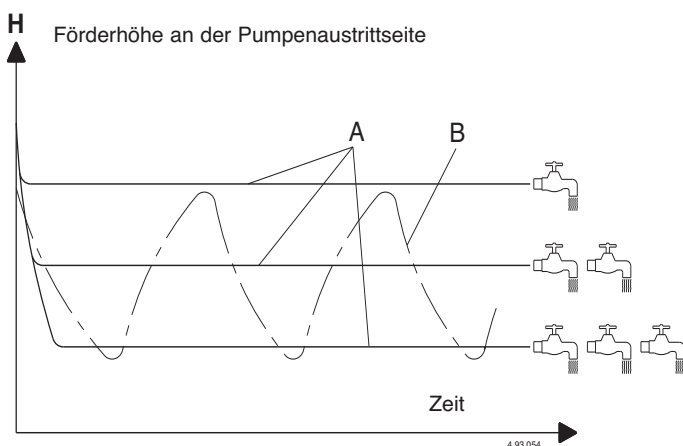 H
Förderhöhe an der Pumpenaustrittseite
A
B
Zeit
4.93.054